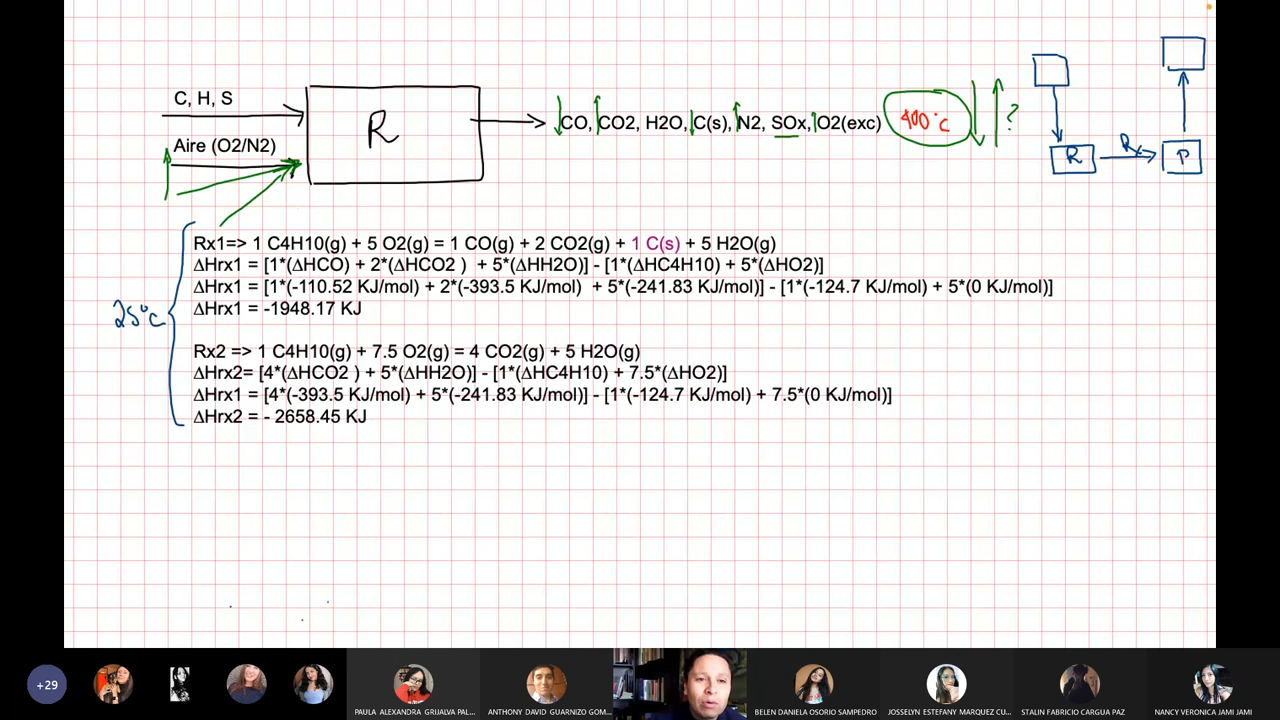 C, H, S
Aire (O2/N2)
R
CO, CO2, H2O, C(s), N2, SOx, O2(exc)
400°C
?
R
Rx
P
25°C
Rx1=> 1 C4H10(g) + 5 O2(g) = 1 CO(g) + 2 CO2(g) + 1 C(s) + 5 H2O(g)
ΔHrx1 = [1*(ΔHCO) + 2*(ΔHCO2 ) + 5*(ΔHH2O)] - [1*(ΔHC4H10) + 5*(ΔHO2)]
ΔHrx1 = [1*(-110.52 KJ/mol) + 2*(-393.5 KJ/mol) + 5*(-241.83 KJ/mol)] - [1*(-124.7 KJ/mol) + 5*(0 KJ/mol)]
ΔHrx1 = -1948.17 KJ
Rx2 => 1 C4H10(g) + 7.5 O2(g) = 4 CO2(g) + 5 H2O(g)
ΔHrx2= [4*(ΔHCO2 ) + 5*(ΔHH2O)] - [1*(ΔHC4H10) + 7.5*(ΔHO2)]
ΔHrx1 = [4*(-393.5 KJ/mol) + 5*(-241.83 KJ/mol)] - [1*(-124.7 KJ/mol) + 7.5*(0 KJ/mol)]
ΔHrx2 = - 2658.45 KJ
+29
PAULA ALEXANDRA GRIJALVA PAL...
ANTHONY DAVID GUARNIZO GOM...
BELEN DANIELA OSORIO SAMPEDRO
JOSSELYN ESTEFANY MARQUEZ CU...
STALIN FABRICIO CARGUA PAZ
NANCY VERONICA JAMI JAMI